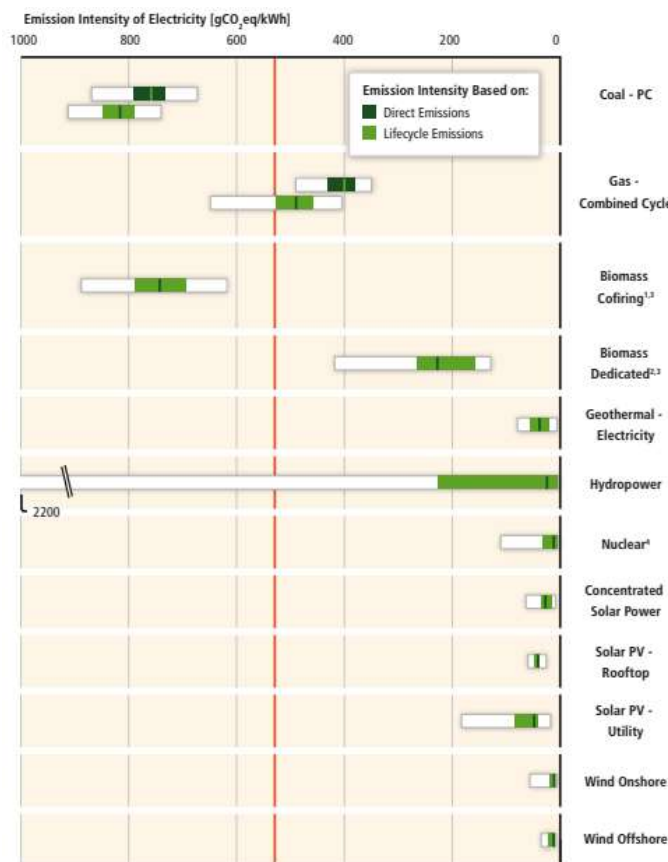 Emission Intensity of Electricity [gCO₂eq/kWh]
1000 800 600 400 200 0
Emission Intensity Based on:
Direct Emissions
Lifecycle Emissions
Coal - PC
Gas -
Combined Cycle
Biomass
Cofiring¹,³
Biomass
Dedicated²,³
Geothermal -
Electricity
Hydropower
2200
Nuclear⁴
Concentrated
Solar Power
Solar PV -
Rooftop
Solar PV -
Utility
Wind Onshore
Wind Offshore